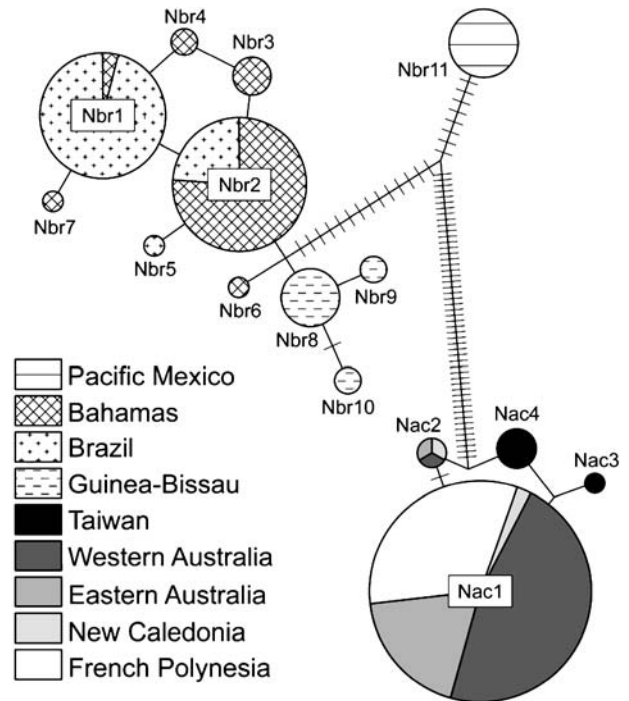 Nbr4
Nbr3
Nbr11
Nbr1
Nbr2
Nbr7
Nbr5
Nbr6
Nbr9
Nbr8
Nbr10
Pacific Mexico
Bahamas
Brazil
Guinea-Bissau
Taiwan
Western Australia
Eastern Australia
New Caledonia
French Polynesia
Nac2
Nac4
Nac3
Nac1